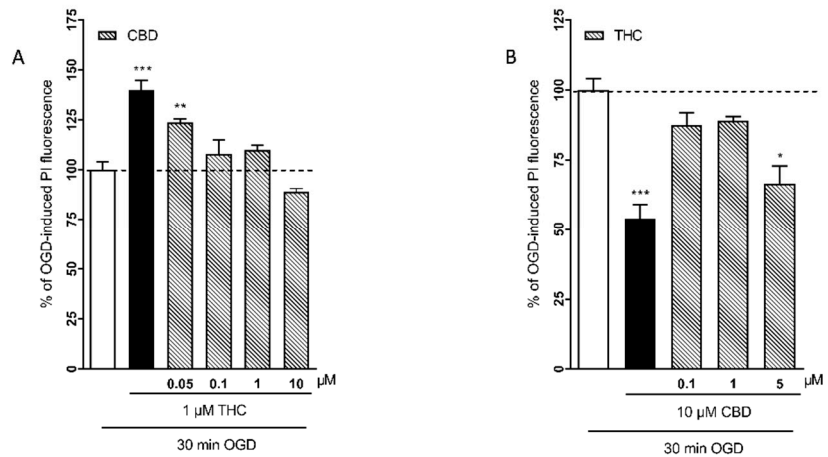 A
CBD
% of OGD-induced PI fluorescence
175
150
125
100
75
50
25
0
***
**
0.05 0.1 1 10 µM
1 µM THC
30 min OGD
B
THC
% of OGD-induced PI fluorescence
125
100
75
50
25
0
***
*
0.1 1 5 µM
10 µM CBD
30 min OGD